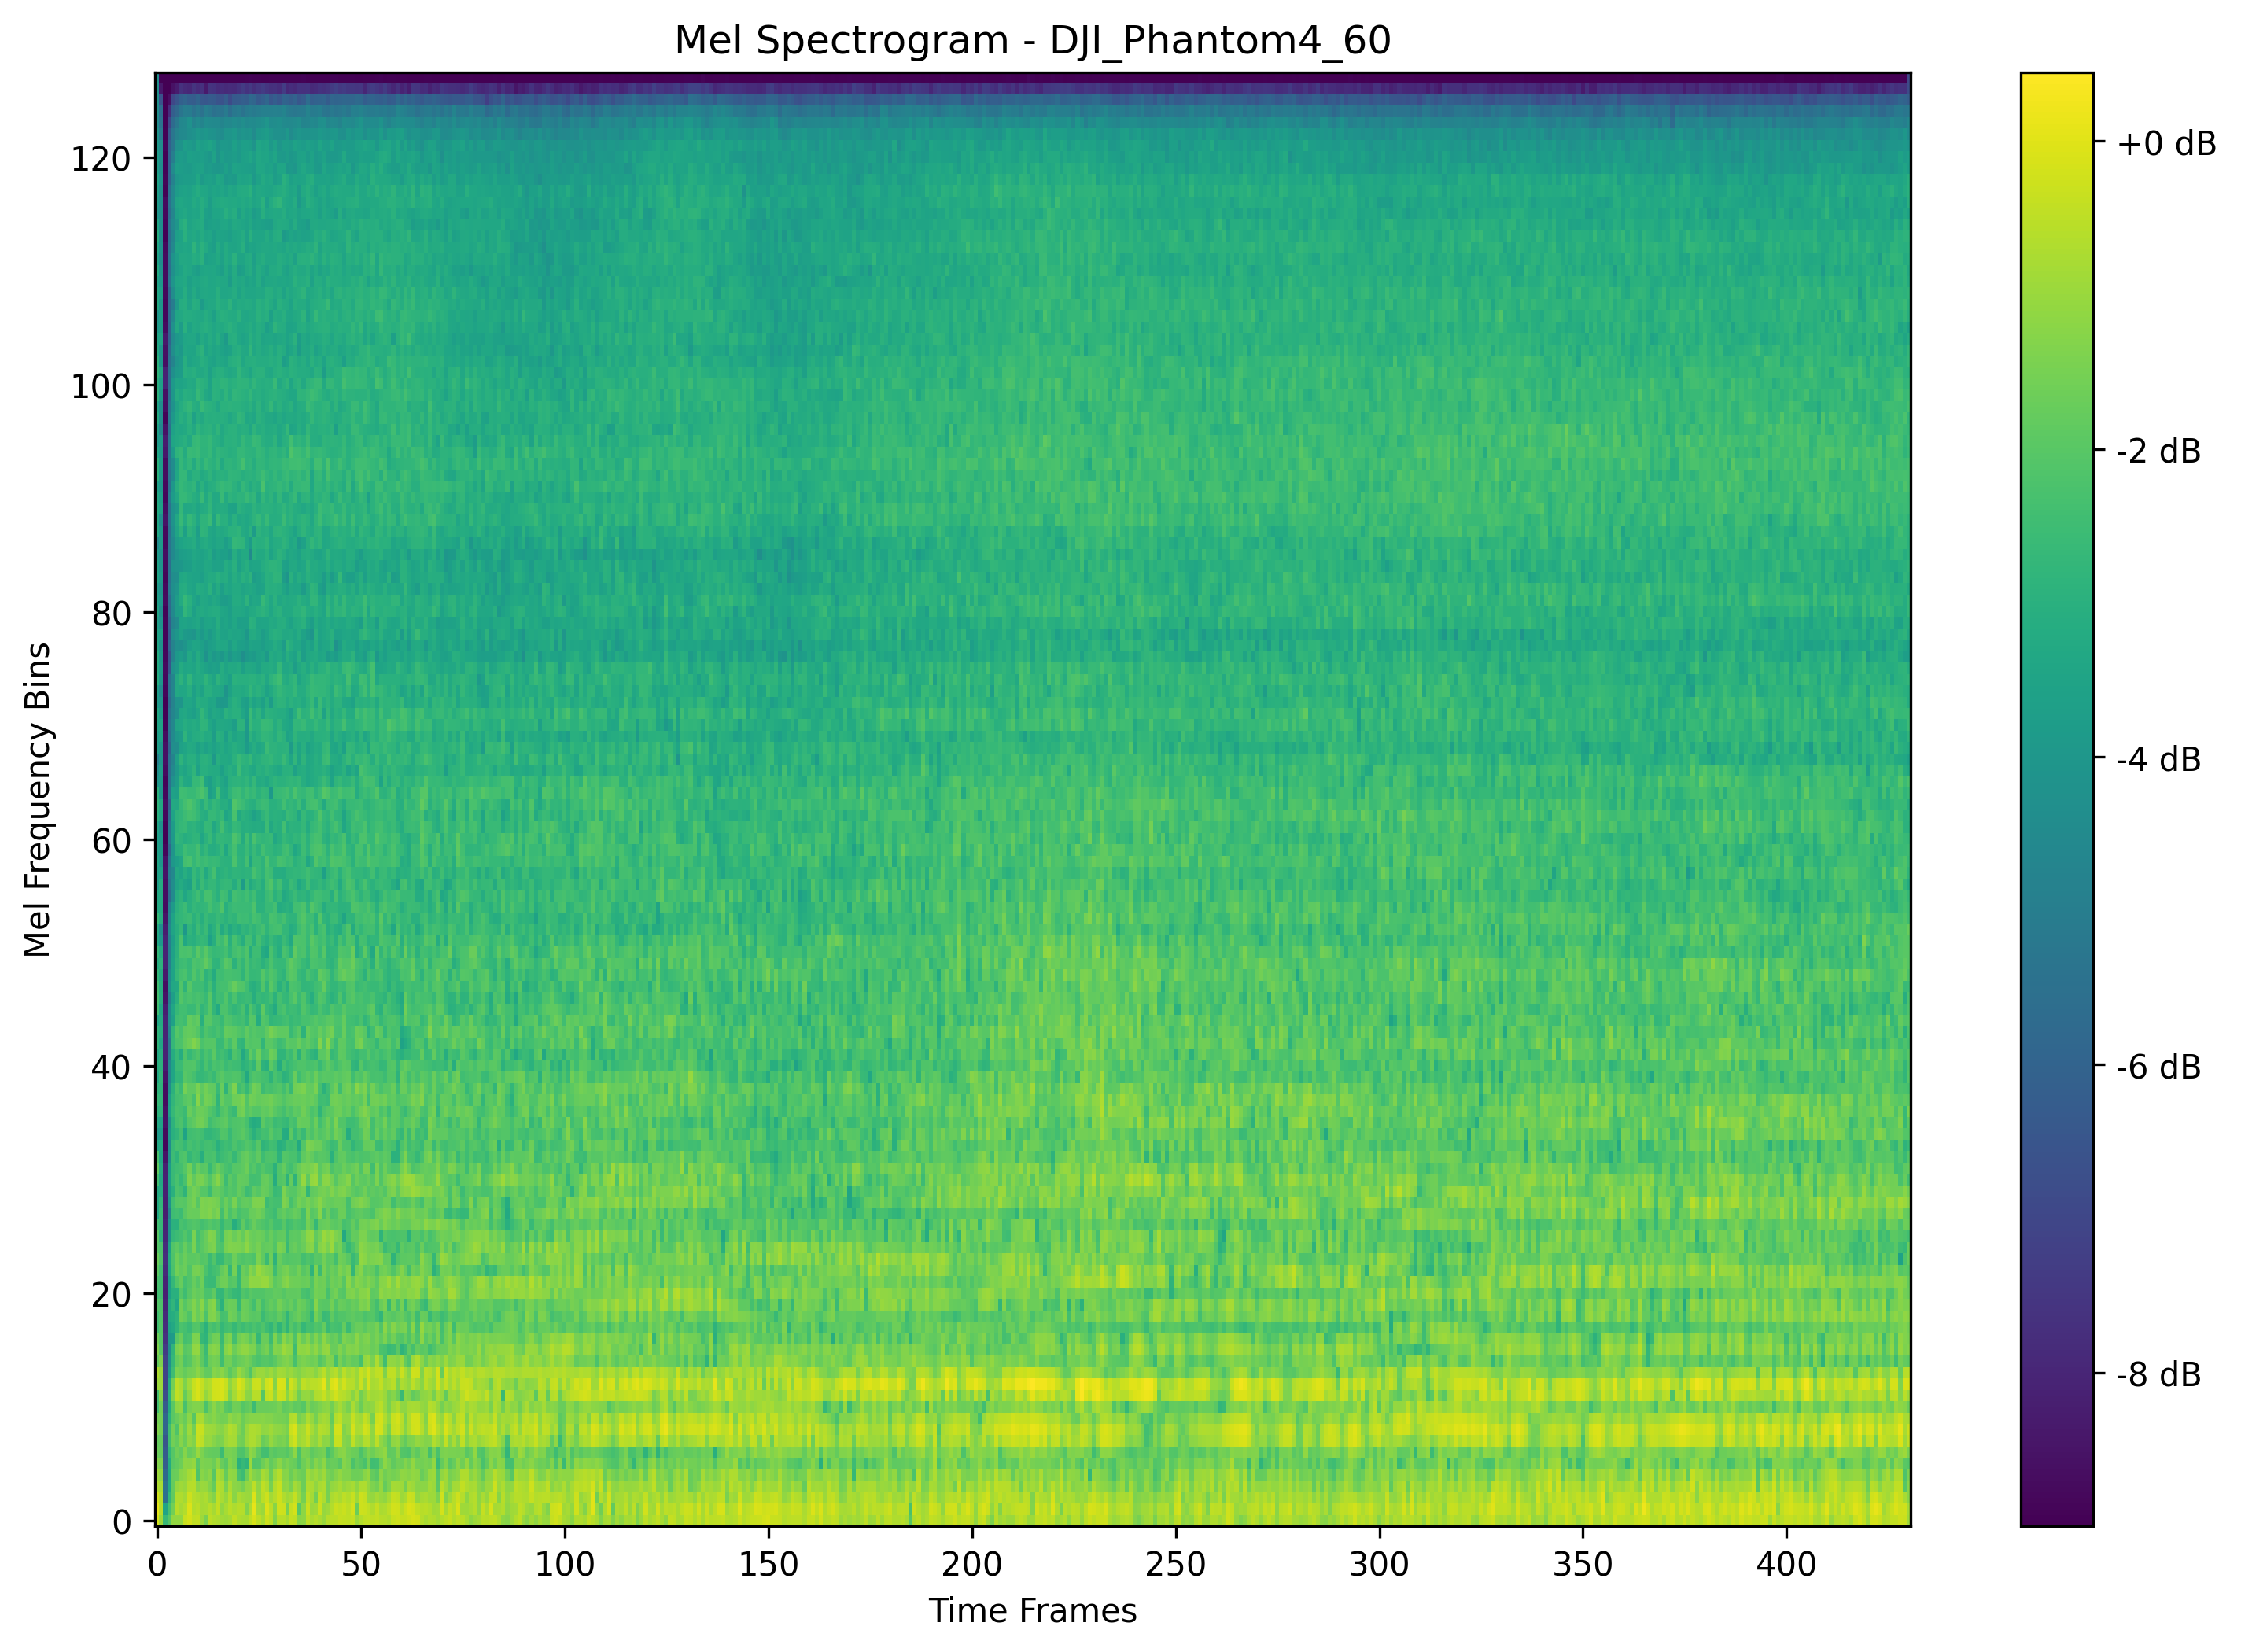 Mel Spectrogram - DJI_Phantom4_60
Mel Frequency Bins
120
100
80
60
40
20
0
0 50 100 150 200 250 300 350 400
Time Frames
+0 dB
-2 dB
-4 dB
-6 dB
-8 dB